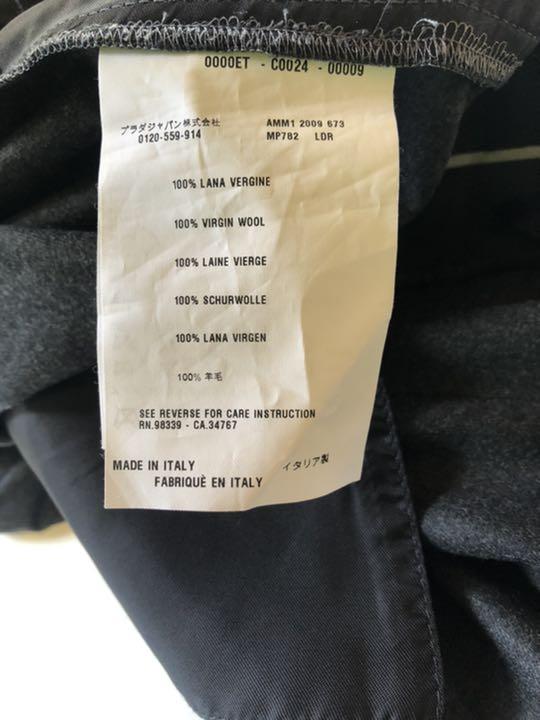 0000ET - C0024 - 00009
プラダジャパン株式会社
0120-559-914
AMM1 2009 673
MP782 LDR
100% LANA VERGINE
100% VIRGIN WOOL
100% LAINE VIERGE
100% SCHURWOLLE
100% LANA VIRGEN
100% 羊毛
SEE REVERSE FOR CARE INSTRUCTION
RN.98339 - CA.34767
MADE IN ITALY
FABRIQUÈ EN ITALY
イタリア製